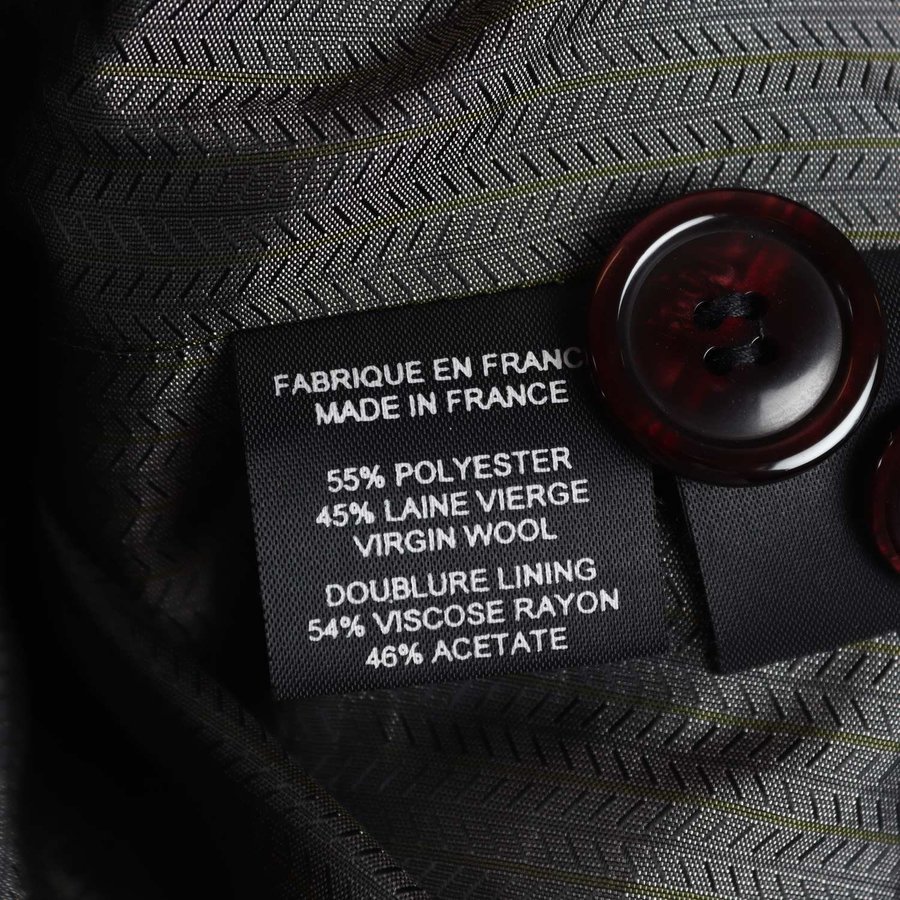 FABRIQUE EN FRANC
MADE IN FRANCE
55% POLYESTER
45% LAINE VIERGE
VIRGIN WOOL
DOUBLURE LINING
54% VISCOSE RAYON
46% ACETATE